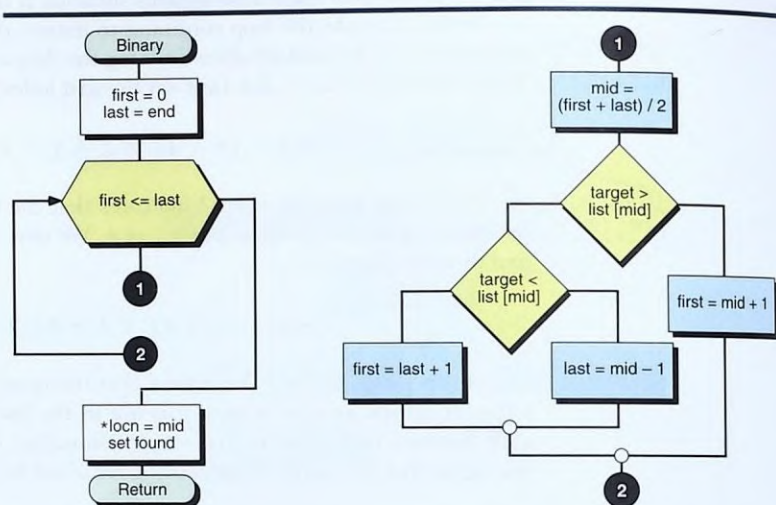 Binary
first = 0
last = end
first <= last
1
2
*locn = mid
set found
Return
1
mid =
(first + last) / 2
target >
list [mid]
target <
list [mid]
first = mid + 1
first = last + 1
last = mid – 1
2